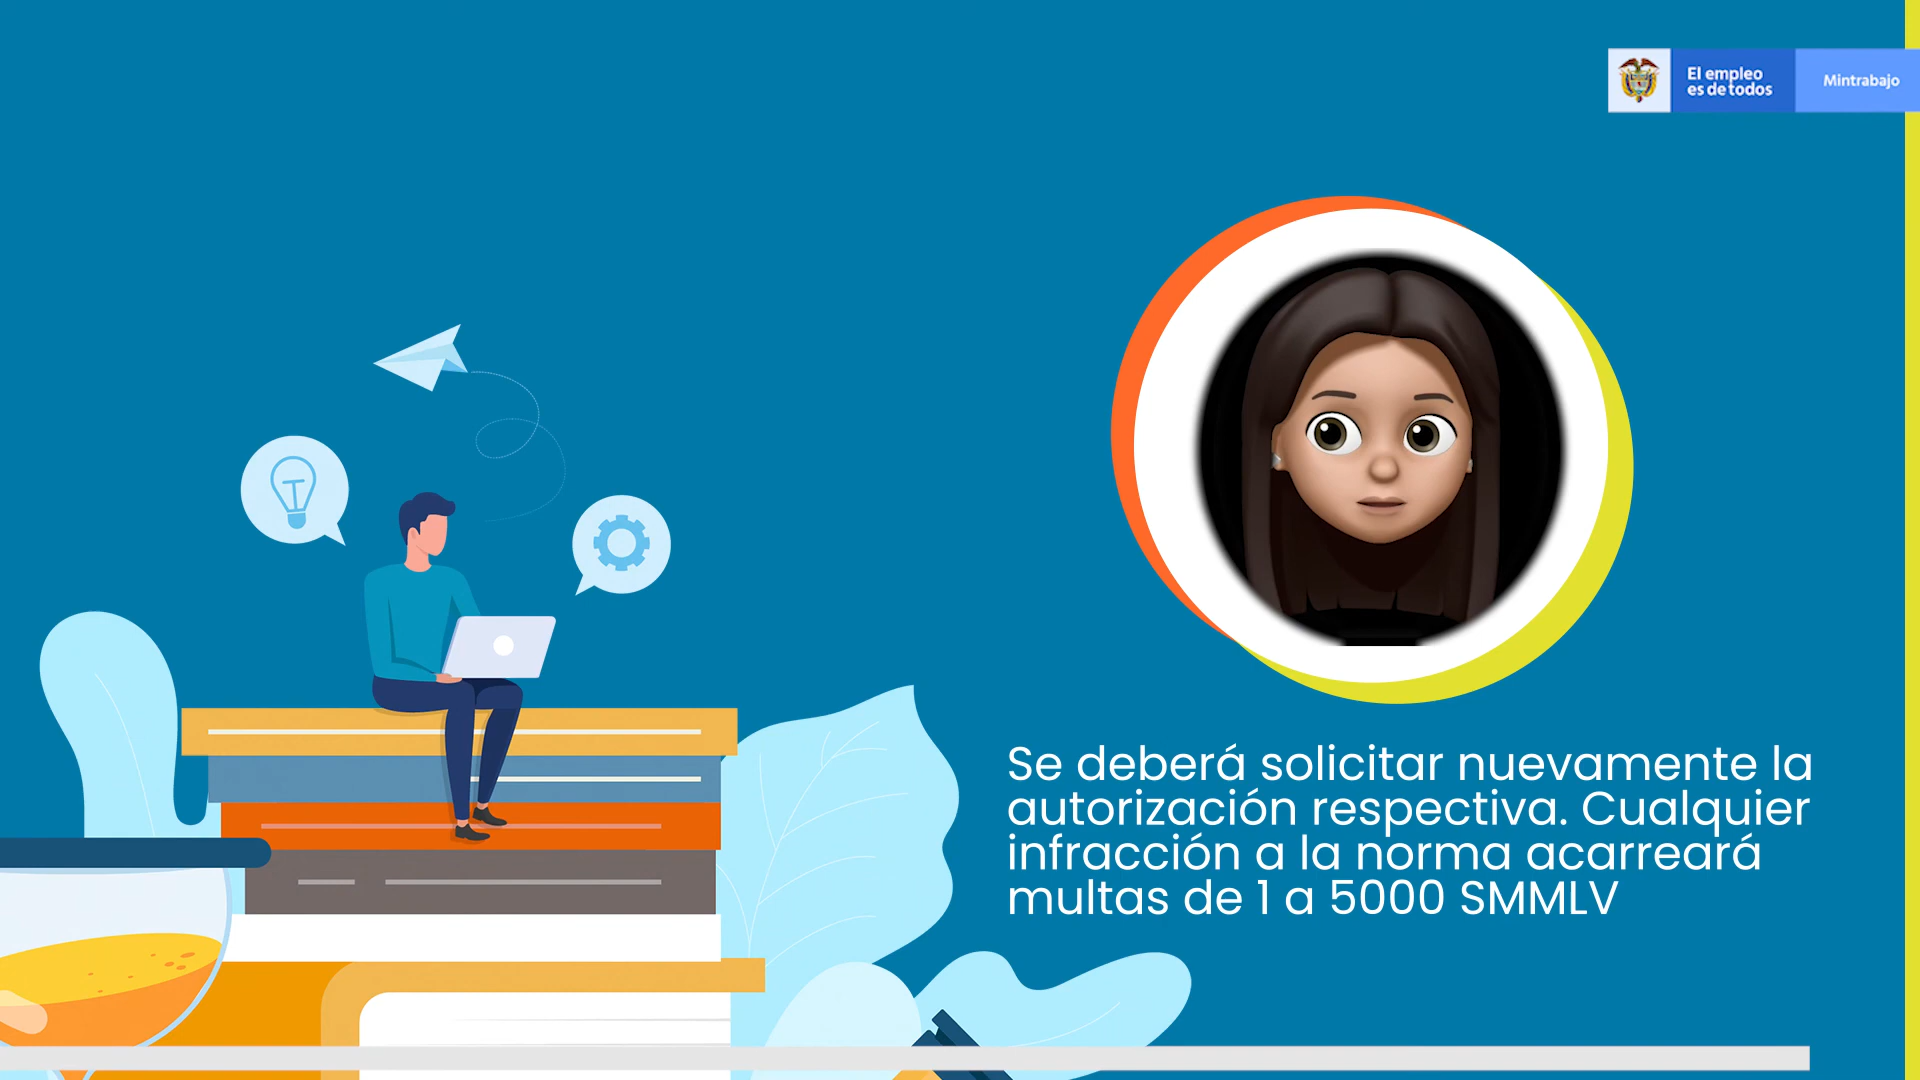 El empleo
es de todos
Mintrabajo
Se deberá solicitar nuevamente la
autorización respectiva. Cualquier
infracción a la norma acarreará
multas de 1 a 5000 SMMLV